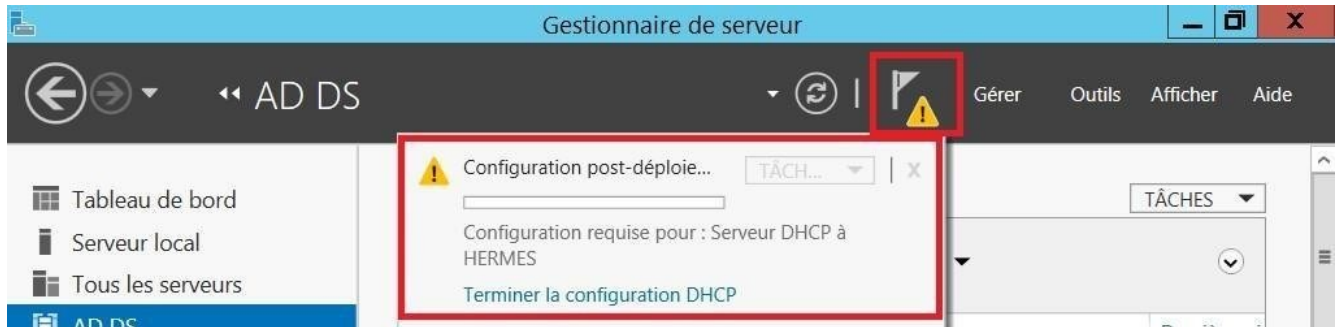 Gestionnaire de serveur
AD DS
Gérer Outils Afficher Aide
Configuration post-déploie... TÂCH...
Tableau de bord
TÂCHES
Serveur local
Configuration requise pour : Serveur DHCP à
HERMES
Tous les serveurs
Terminer la configuration DHCP
AD DS